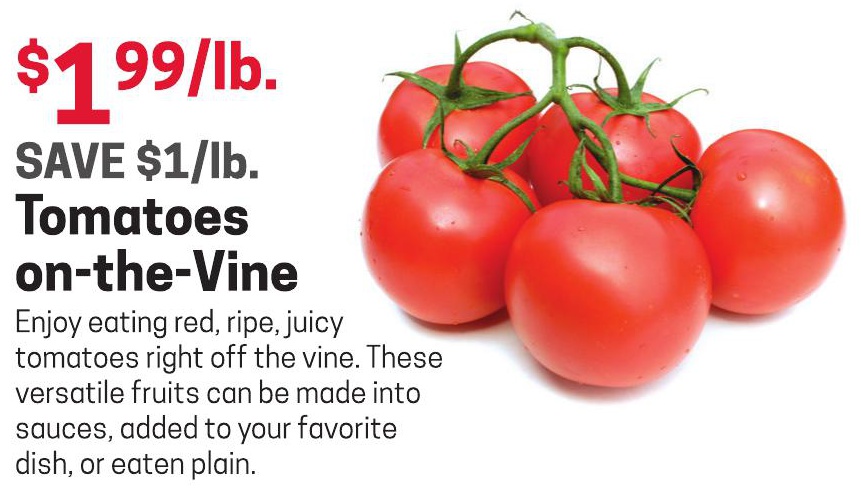 $1 99/lb.
SAVE $1/lb.
Tomatoes
on-the-Vine
Enjoy eating red, ripe, juicy
tomatoes right off the vine. These
versatile fruits can be made into
sauces, added to your favorite
dish, or eaten plain.